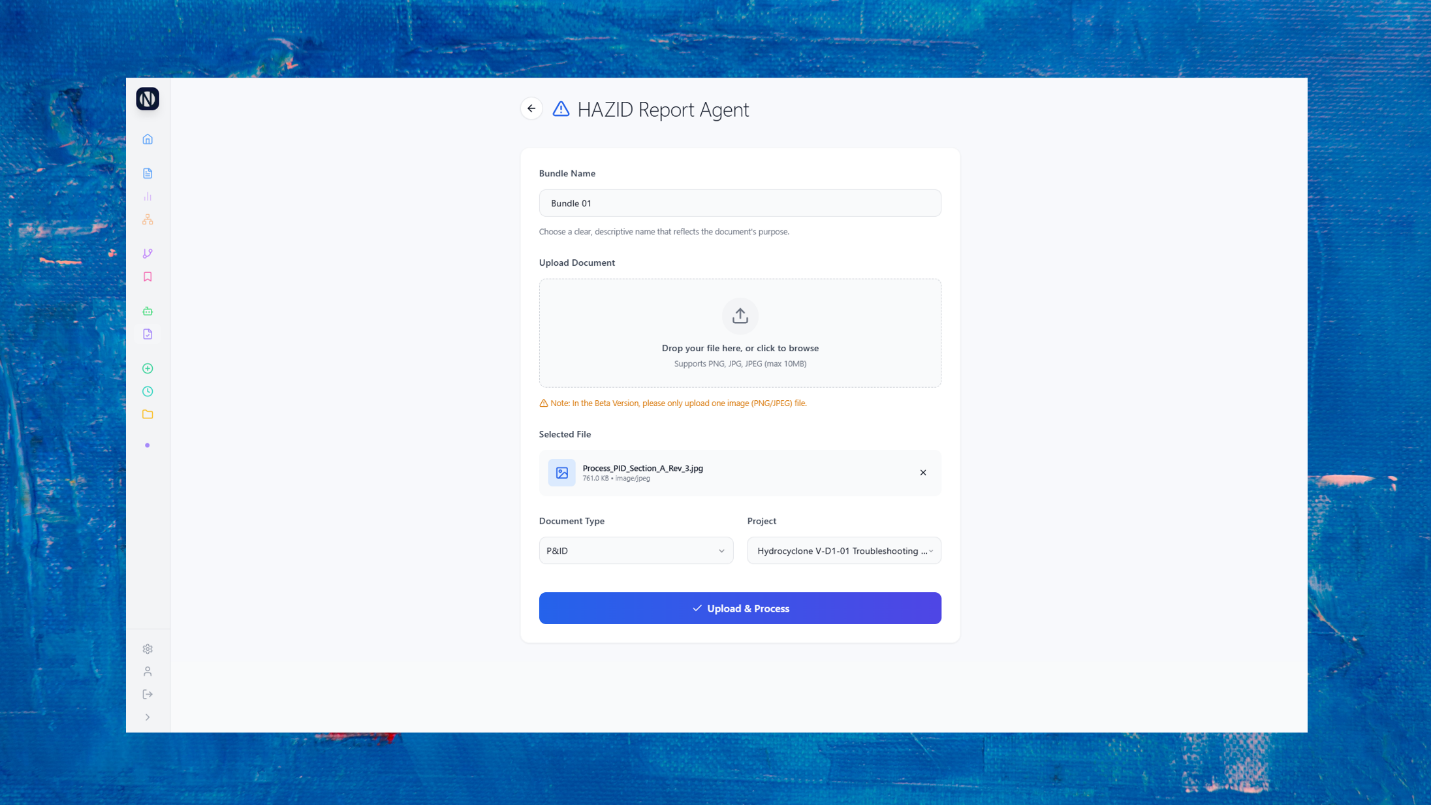 HAZID Report Agent
Bundle Name
Bundle 01
Choose a clear, descriptive name that reflects the document's purpose.
Upload Document
Drop your file here, or click to browse
Supports PNG, JPG, JPEG (max 10MB)
Note: In the Beta Version, please only upload one image (PNG/JPEG) file.
Selected File
Process_PID_Section_A_Rev_3.jpg
761.0 KB • image/jpeg
Document Type
Project
P&ID
Hydrocyclone V-D1-01 Troubleshooting ...
Upload & Process